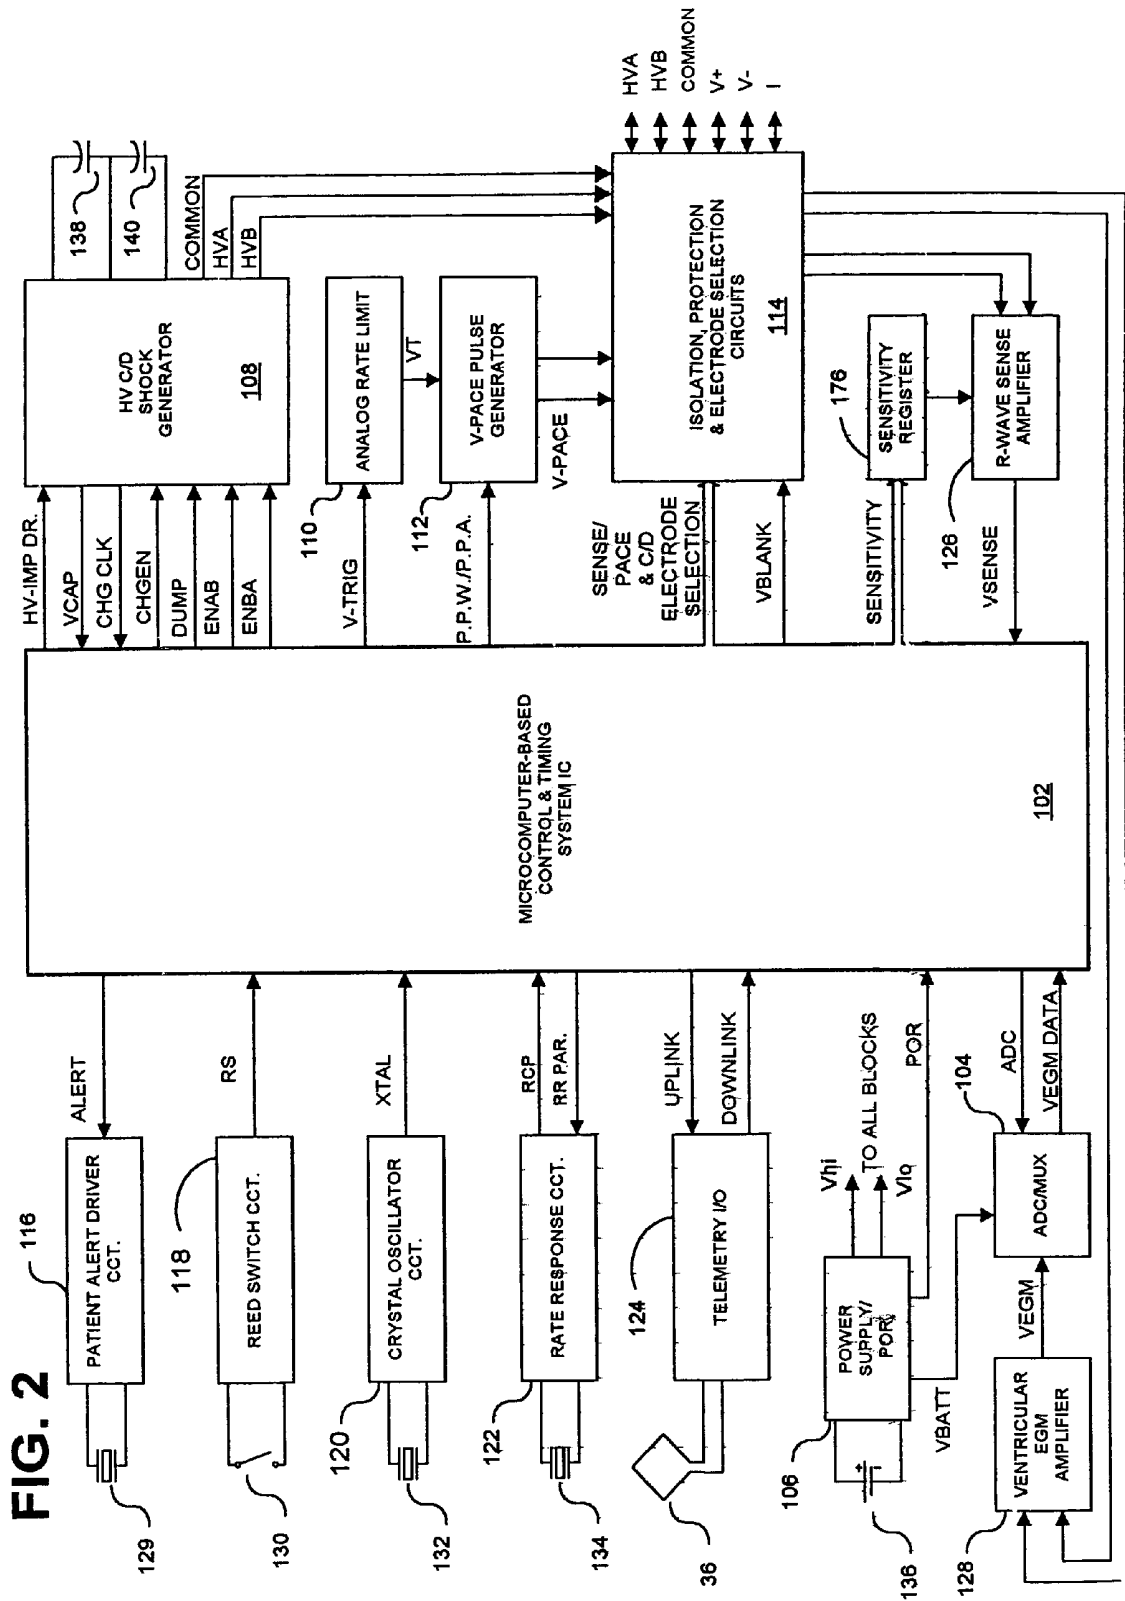 FIG. 2
116
PATIENT ALERT DRIVER
CCT.
129
ALERT
118
REED SWITCH CCT.
130
RS
120
CRYSTAL OSCILLATOR
CCT.
132
XTAL
122
RATE RESPONSE CCT.
134
RCP
RR PAR.
124
TELEMETRY I/O
36
UPLINK
DOWNLINK
106
POWER
SUPPLY/
POR
136
+
-
Vhi
Vlo
TO ALL BLOCKS
POR
VBATT
104
ADC/MUX
ADC
VEGM DATA
VEGM
128
VENTRICULAR
EGM
AMPLIFIER
MICROCOMPUTER-BASED
CONTROL & TIMING
SYSTEM IC
102
HV-IMP DR.
VCAP
CHG CLK
CHGEN
DUMP
ENAB
ENBA
HV C/D
SHOCK
GENERATOR
108
138
140
COMMON
HVA
HVB
V-TRIG
110
ANALOG RATE LIMIT
VT
P.P.W./P.P.A.
112
V-PACE PULSE
GENERATOR
V-PACE
SENSE/
PACE
& C/D
ELECTRODE
SELECTION
VBLANK
ISOLATION, PROTECTION
& ELECTRODE SELECTION
CIRCUITS
114
HVA
HVB
COMMON
V+
V-
I
SENSITIVITY
176
SENSITIVITY
REGISTER
VSENSE
126
R-WAVE SENSE
AMPLIFIER